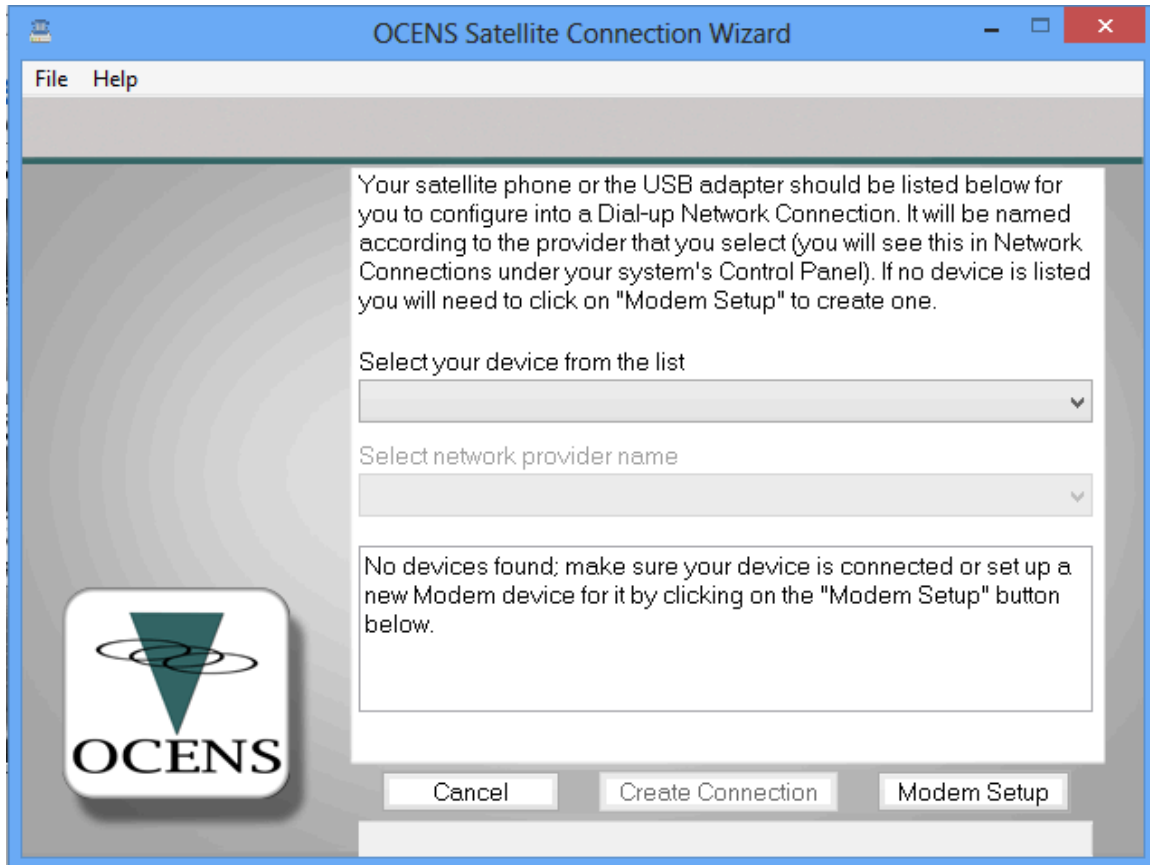 OCENS Satellite Connection Wizard
File Help
Your satellite phone or the USB adapter should be listed below for
you to configure into a Dial-up Network Connection. It will be named
according to the provider that you select (you will see this in Network
Connections under your system's Control Panel). If no device is listed
you will need to click on "Modem Setup" to create one.
Select your device from the list
Select network provider name
No devices found; make sure your device is connected or set up a
new Modem device for it by clicking on the "Modem Setup" button
below.
OCENS
Cancel Create Connection Modem Setup